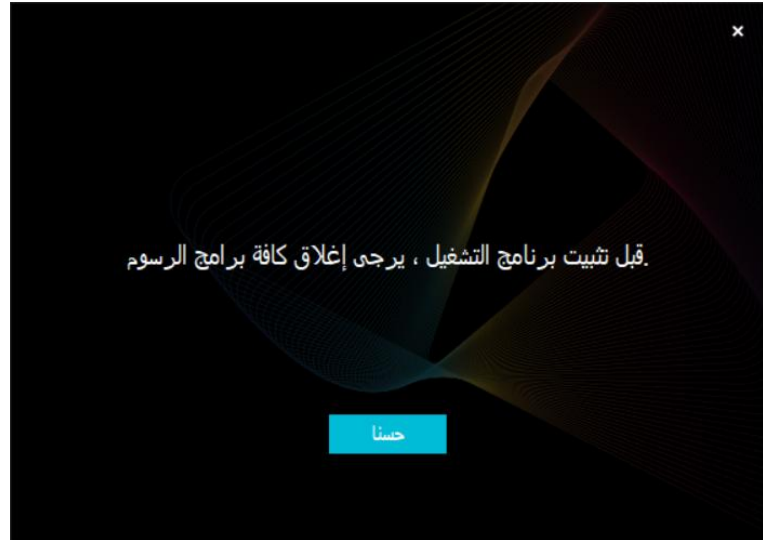 ×
.قبل تثبيت برنامج التشغيل ، يرجى إغلاق كافة برامج الرسوم
حسنا